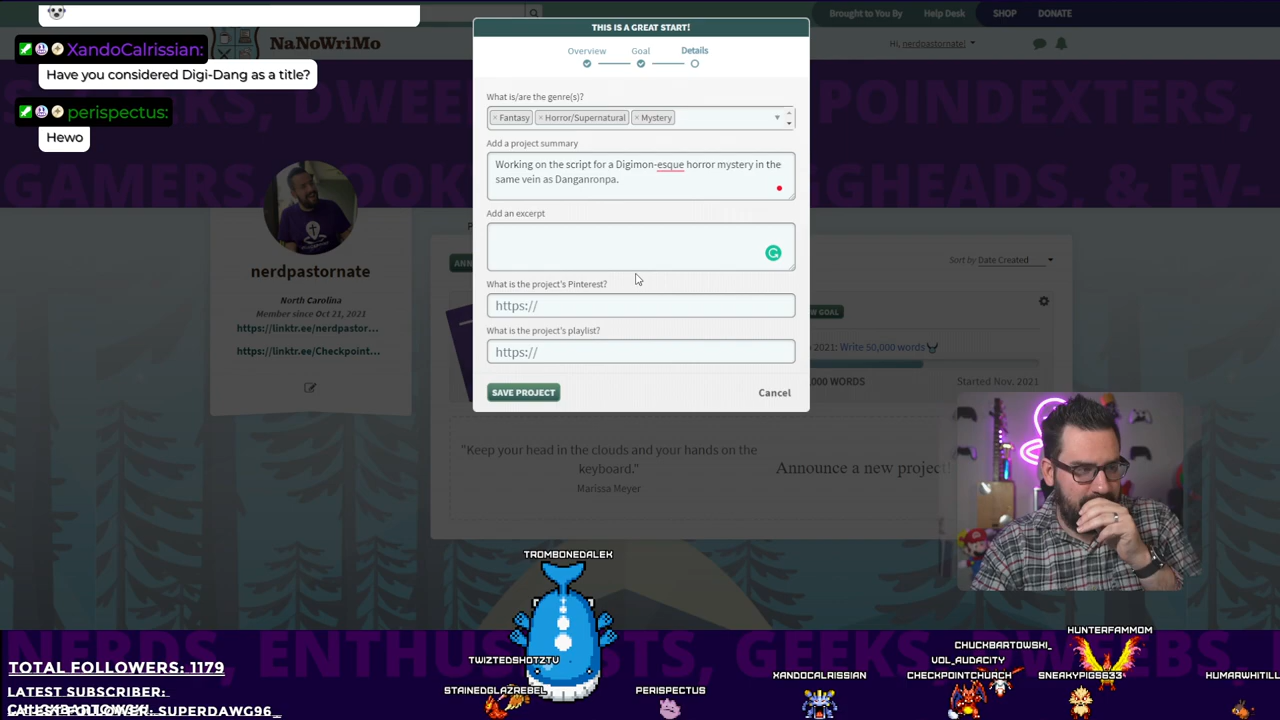 XandoCalrissian:
Have you considered Digi-Dang as a title?
perispectus:
Hewo
NaNoWriMo
Brought to You By
Help Desk
SHOP
DONATE
Hi, nerdpastornate
THIS IS A GREAT START!
Overview
Goal
Details
What is/are the genre(s)?
× Fantasy
× Horror/Supernatural
× Mystery
Add a project summary
Working on the script for a Digimon-esque horror mystery in the
same vein as Danganronpa.
Add an excerpt
What is the project's Pinterest?
https://
What is the project's playlist?
https://
SAVE PROJECT
Cancel
nerdpastornate
North Carolina
Member since Oct 21, 2021
https://linktr.ee/nerdpastor...
https://linktr.ee/Checkpoint...
Sort by Date Created
2021: Write 50,000 words
WORDS
Started Nov. 2021
"Keep your head in the clouds and your hands on the
keyboard."
Marissa Meyer
Announce a new project!
TROMBONEDALEK
TWIZTEDSHOTZTV
STAINEDGLAZREBEL
PERISPECTUS
XANDOCALRISSIAN
CHUCKBARTOWSKI_
VOL_AUDACITY
CHECKPOINTCHURCH
HUNTERFAMMOM
SNEAKYPIGS633
TOTAL FOLLOWERS: 1179
LATEST SUBSCRIBER: